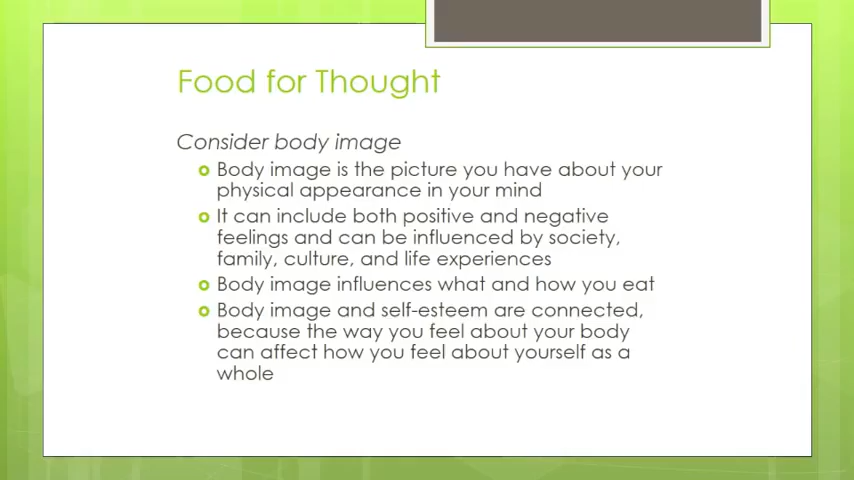 Food for Thought
Consider body image
Body image is the picture you have about your
physical appearance in your mind
It can include both positive and negative
feelings and can be influenced by society,
family, culture, and life experiences
Body image influences what and how you eat
Body image and self-esteem are connected,
because the way you feel about your body
can affect how you feel about yourself as a
whole